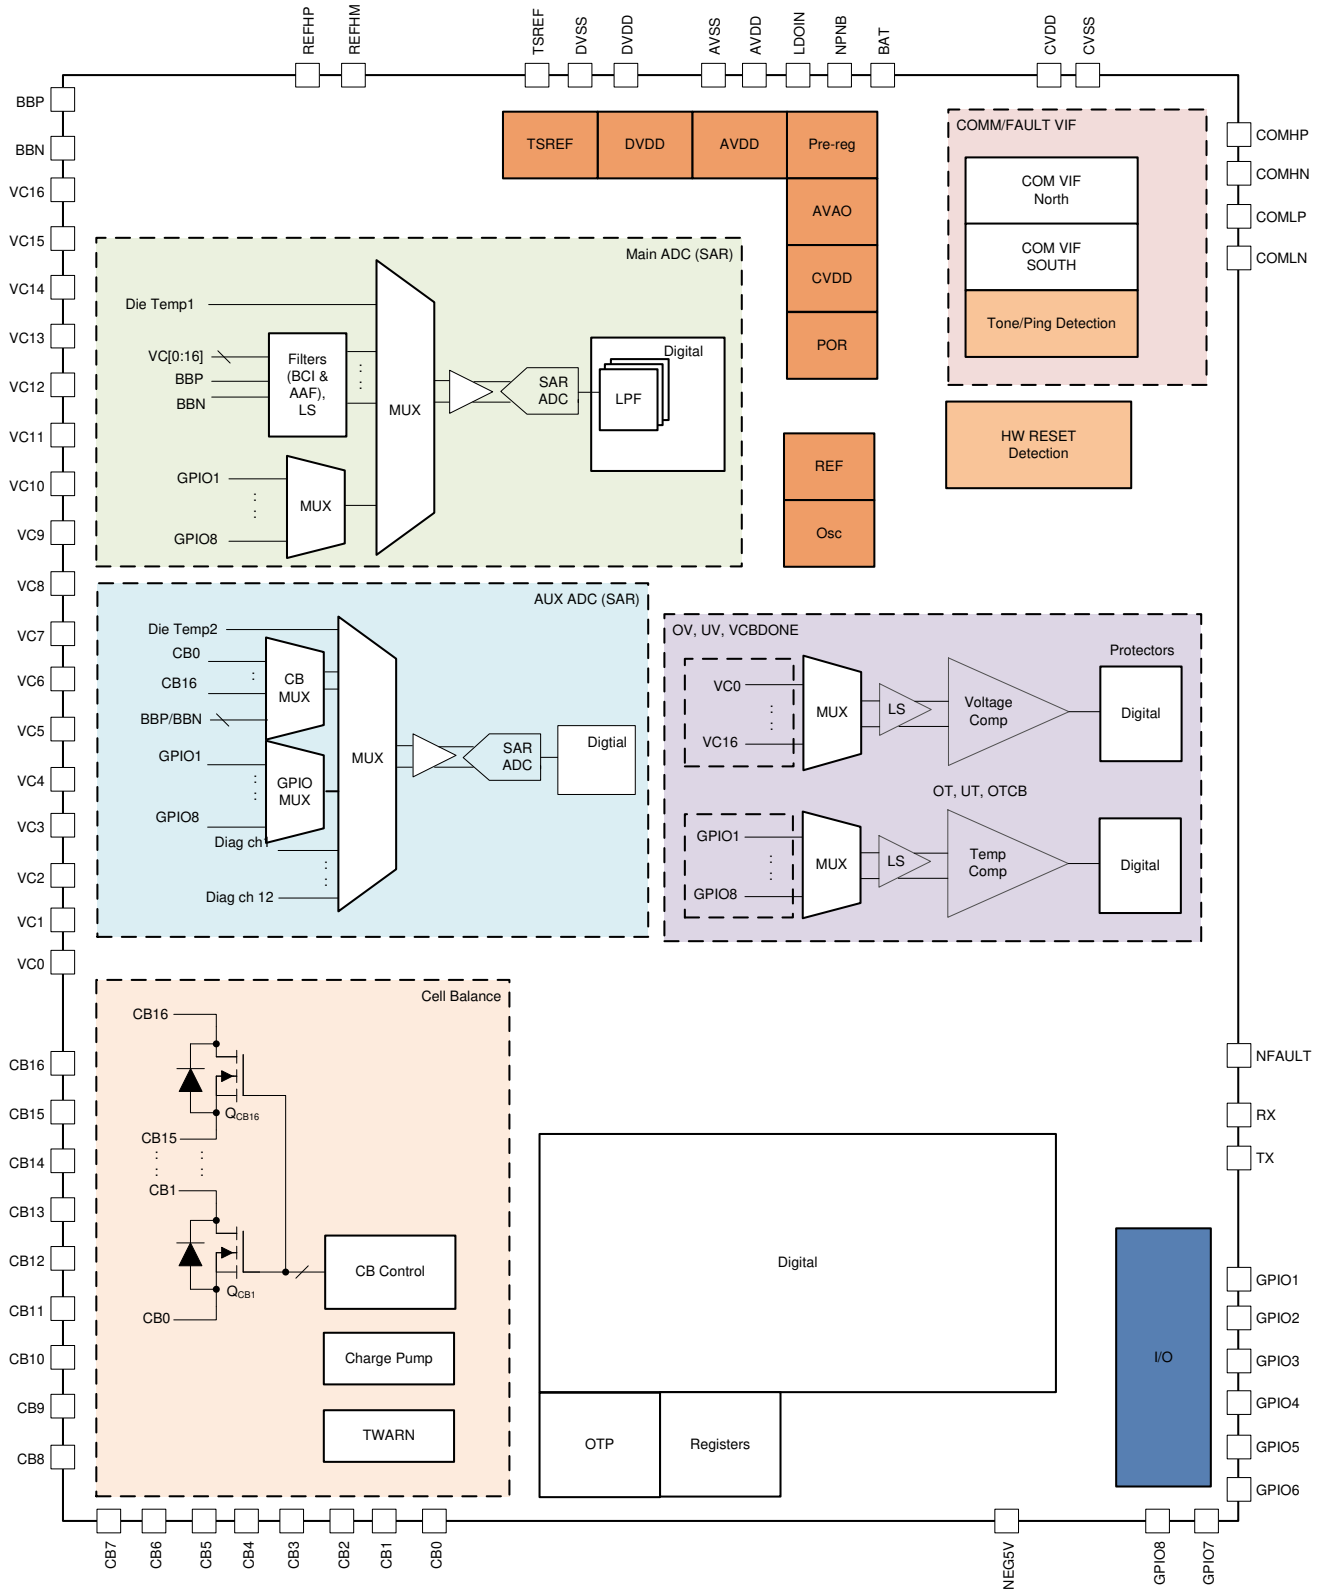 REFHP
REFHM
TSREF
DVSS
DVDD
AVSS
AVDD
LDOIN
NPNB
BAT
CVDD
CVSS
BBP
BBN
VC16
VC15
VC14
VC13
VC12
VC11
VC10
VC9
VC8
VC7
VC6
VC5
VC4
VC3
VC2
VC1
VC0
CB16
CB15
CB14
CB13
CB12
CB11
CB10
CB9
CB8
TSREF
DVDD
AVDD
Pre-reg
AVAO
CVDD
POR
REF
Osc
COMM/FAULT VIF
COM VIF
North
COM VIF
SOUTH
Tone/Ping Detection
HW RESET
Detection
COMHP
COMHN
COMLP
COMLN
Main ADC (SAR)
Die Temp1
VC[0:16]
BBP
BBN
Filters
(BCI &
AAF),
LS
GPIO1
GPIO8
MUX
MUX
SAR
ADC
Digital
LPF
AUX ADC (SAR)
Die Temp2
CB0
CB16
BBP/BBN
CB
MUX
GPIO1
GPIO8
GPIO
MUX
Diag ch1
Diag ch 12
MUX
SAR
ADC
Digtial
OV, UV, VCBDONE
Protectors
VC0
VC16
MUX
LS
Voltage
Comp
Digital
OT, UT, OTCB
GPIO1
GPIO8
MUX
LS
Temp
Comp
Digital
Cell Balance
CB16
QCB16
CB15
CB1
QCB1
CB0
CB Control
Charge Pump
TWARN
Digital
OTP
Registers
I/O
NFAULT
RX
TX
GPIO1
GPIO2
GPIO3
GPIO4
GPIO5
GPIO6
CB7
CB6
CB5
CB4
CB3
CB2
CB1
CB0
NEG5V
GPIO8
GPIO7